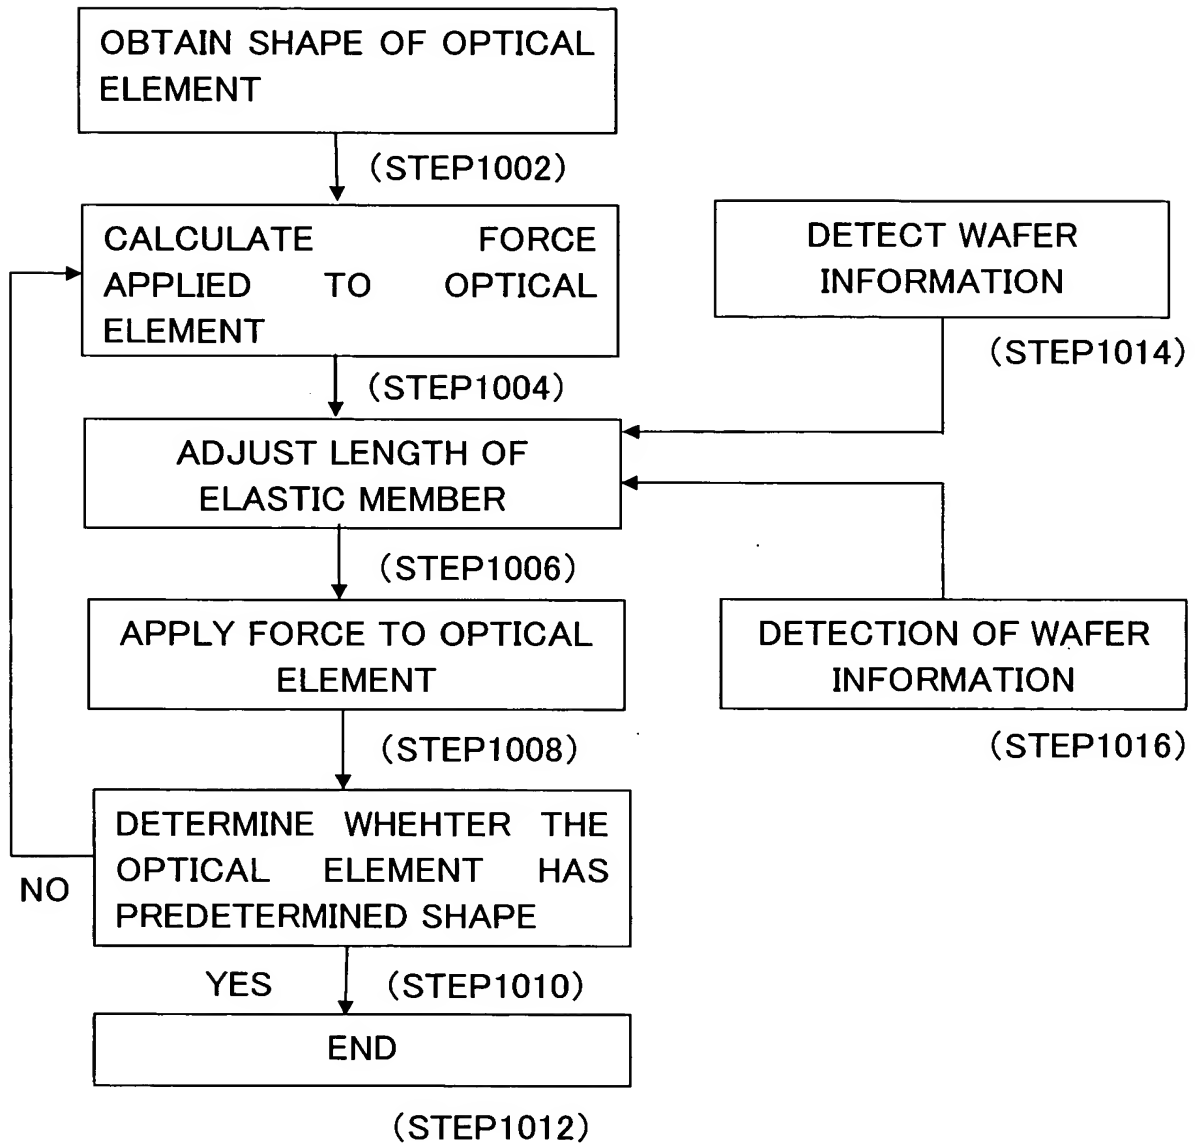 OBTAIN SHAPE OF OPTICAL
ELEMENT
(STEP1002)
CALCULATE FORCE
APPLIED TO OPTICAL
ELEMENT
(STEP1004)
DETECT WAFER
INFORMATION
(STEP1014)
ADJUST LENGTH OF
ELASTIC MEMBER
(STEP1006)
APPLY FORCE TO OPTICAL
ELEMENT
(STEP1008)
DETECTION OF WAFER
INFORMATION
(STEP1016)
DETERMINE WHEHTER THE
OPTICAL ELEMENT HAS
PREDETERMINED SHAPE
NO
YES
(STEP1010)
END
(STEP1012)